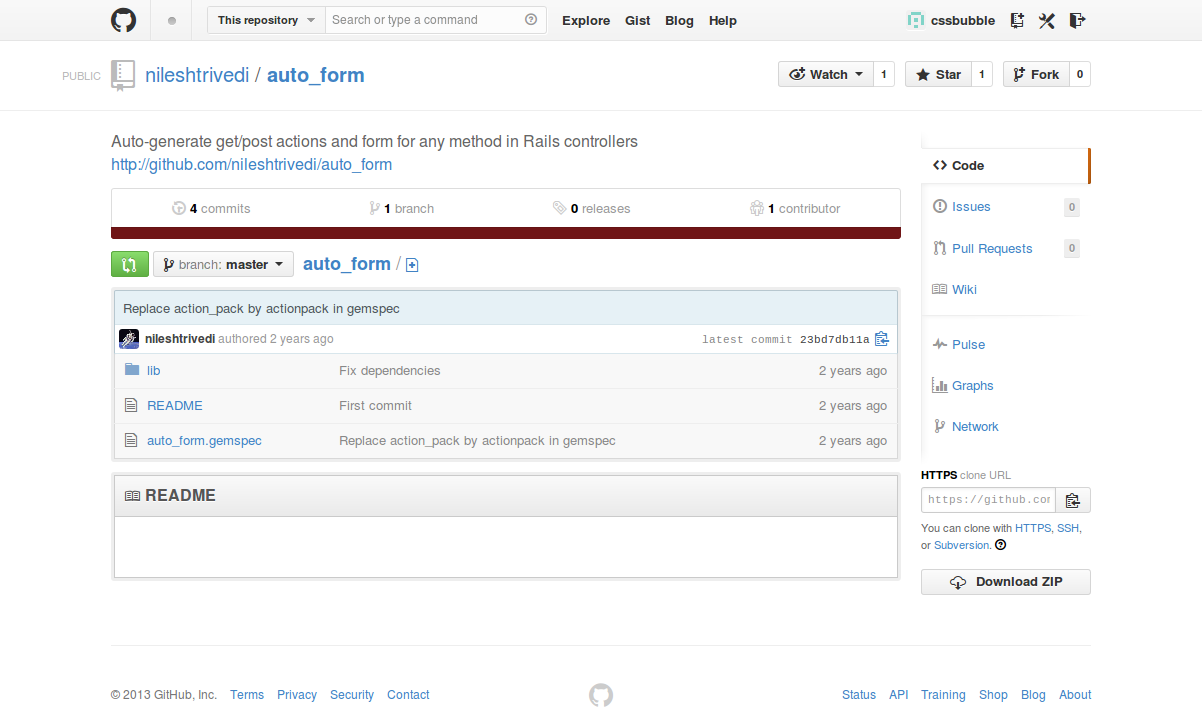 This repository Search or type a command Explore Gist Blog Help cssbubble
PUBLIC nileshtrivedi / auto_form Watch 1 Star 1 Fork 0
Auto-generate get/post actions and form for any method in Rails controllers
http://github.com/nileshtrivedi/auto_form
4 commits 1 branch 0 releases 1 contributor
branch: master auto_form /
Replace action_pack by actionpack in gemspec
nileshtrivedi authored 2 years ago latest commit 23bd7db11a
lib Fix dependencies 2 years ago
README First commit 2 years ago
auto_form.gemspec Replace action_pack by actionpack in gemspec 2 years ago
README
Code
Issues 0
Pull Requests 0
Wiki
Pulse
Graphs
Network
HTTPS clone URL
https://github.com
You can clone with HTTPS, SSH,
or Subversion.
Download ZIP
© 2013 GitHub, Inc. Terms Privacy Security Contact Status API Training Shop Blog About